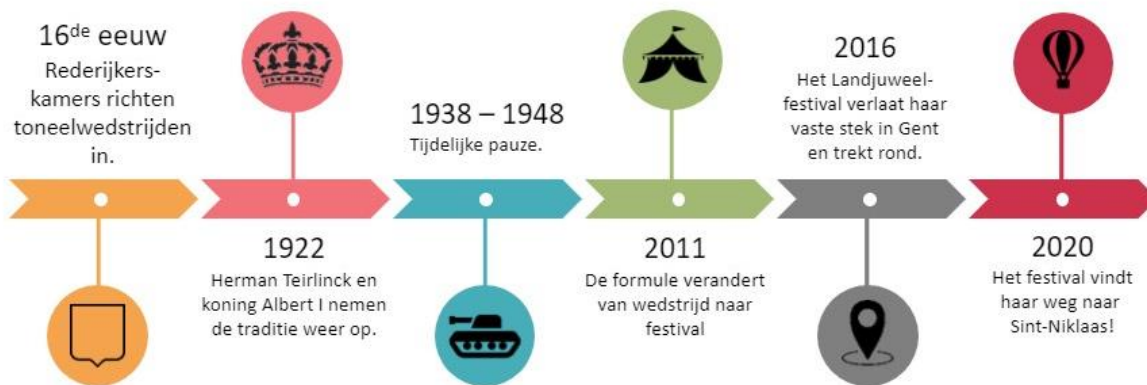 16de eeuw
Rederijkers-
kamers richten
toneelwedstrijden
in.
1922
Herman Teirlinck en
koning Albert I nemen
de traditie weer op.
1938 – 1948
Tijdelijke pauze.
2011
De formule verandert
van wedstrijd naar
festival
2016
Het Landjuweel-
festival verlaat haar
vaste stek in Gent
en trekt rond.
2020
Het festival vindt
haar weg naar
Sint-Niklaas!